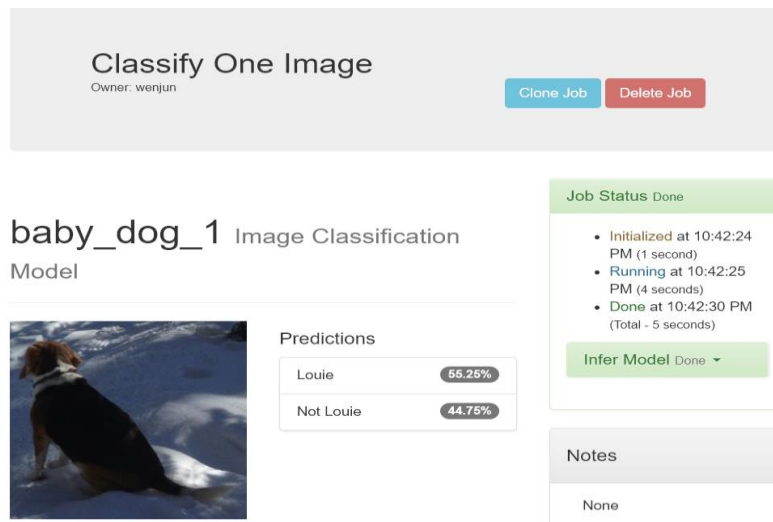 Classify One Image
Owner: wenjun
Clone Job
Delete Job
baby_dog_1 Image Classification
Model
Predictions
Louie 55.25%
Not Louie 44.75%
Job Status Done
Initialized at 10:42:24
PM (1 second)
Running at 10:42:25
PM (4 seconds)
Done at 10:42:30 PM
(Total - 5 seconds)
Infer Model Done
Notes
None